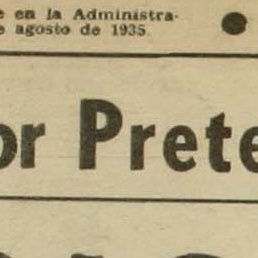 e en la Administra-
e agosto de 1935.
or Prete